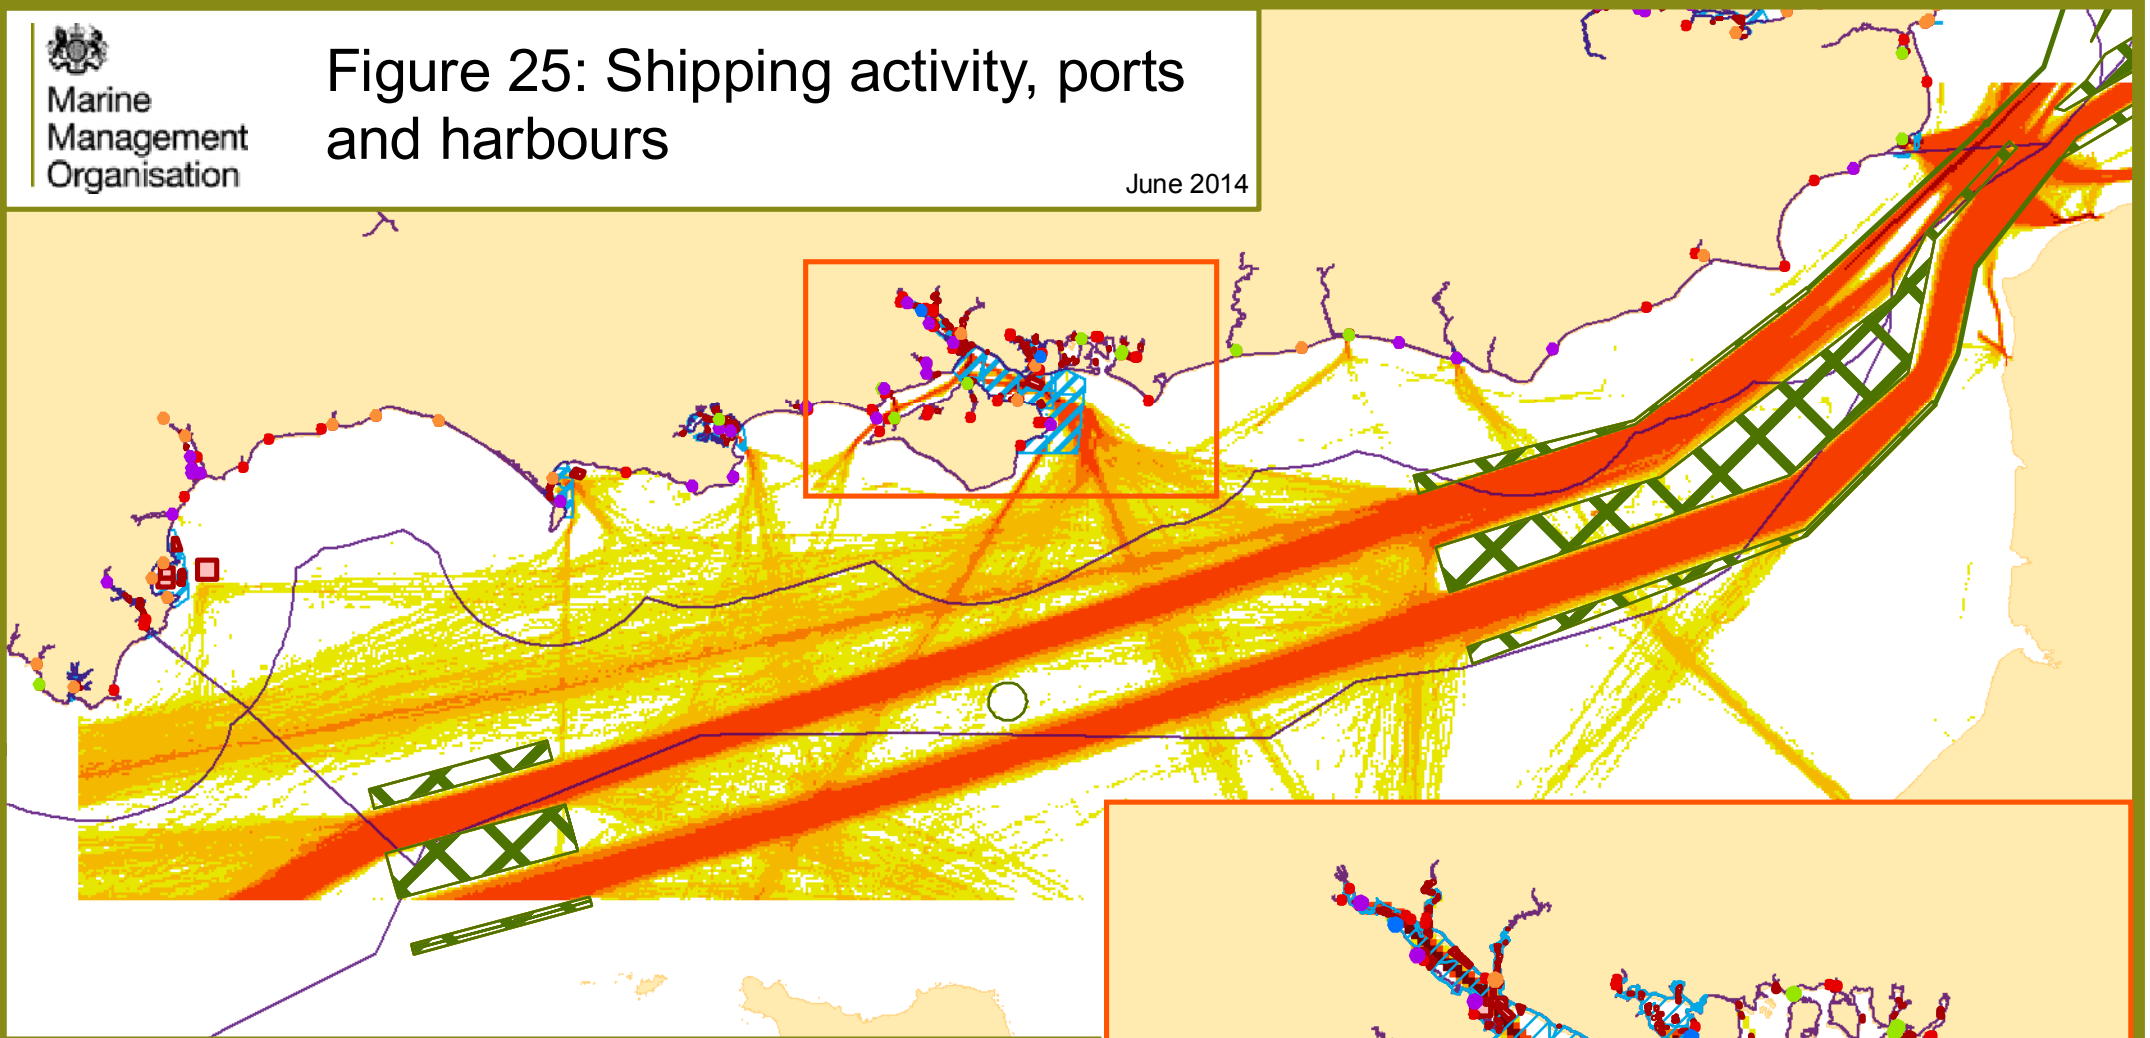 Marine
Management
Organisation
Figure 25: Shipping activity, ports
and harbours
June 2014